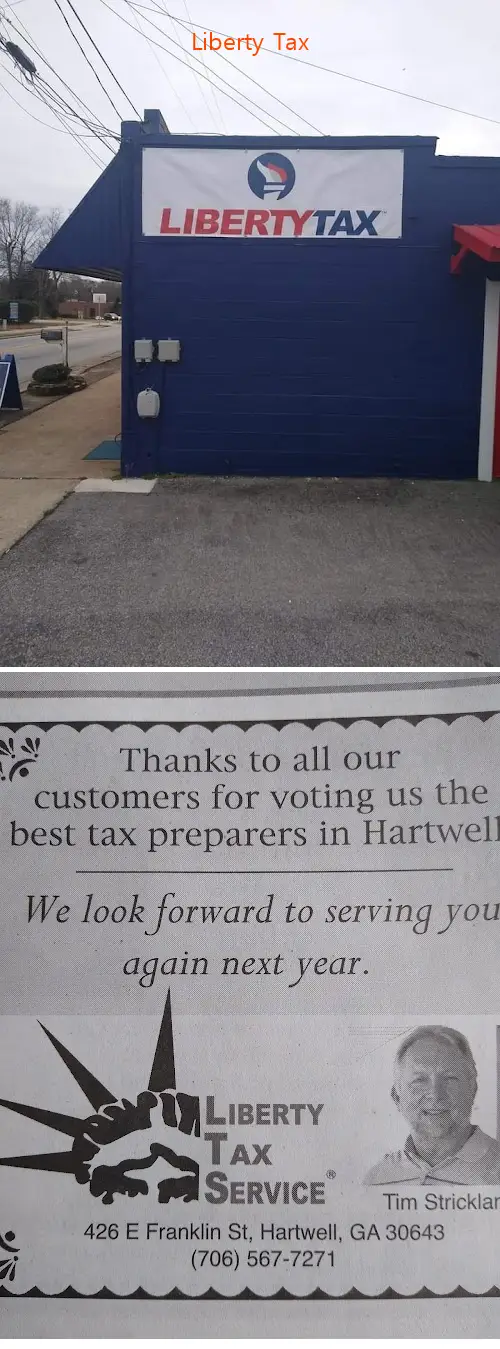 Liberty Tax
LIBERTYTAX
Thanks to all our
customers for voting us the
best tax preparers in Hartwell
We look forward to serving you
again next year.
LIBERTY
TAX
SERVICE®
Tim Stricklan
426 E Franklin St, Hartwell, GA 30643
(706) 567-7271